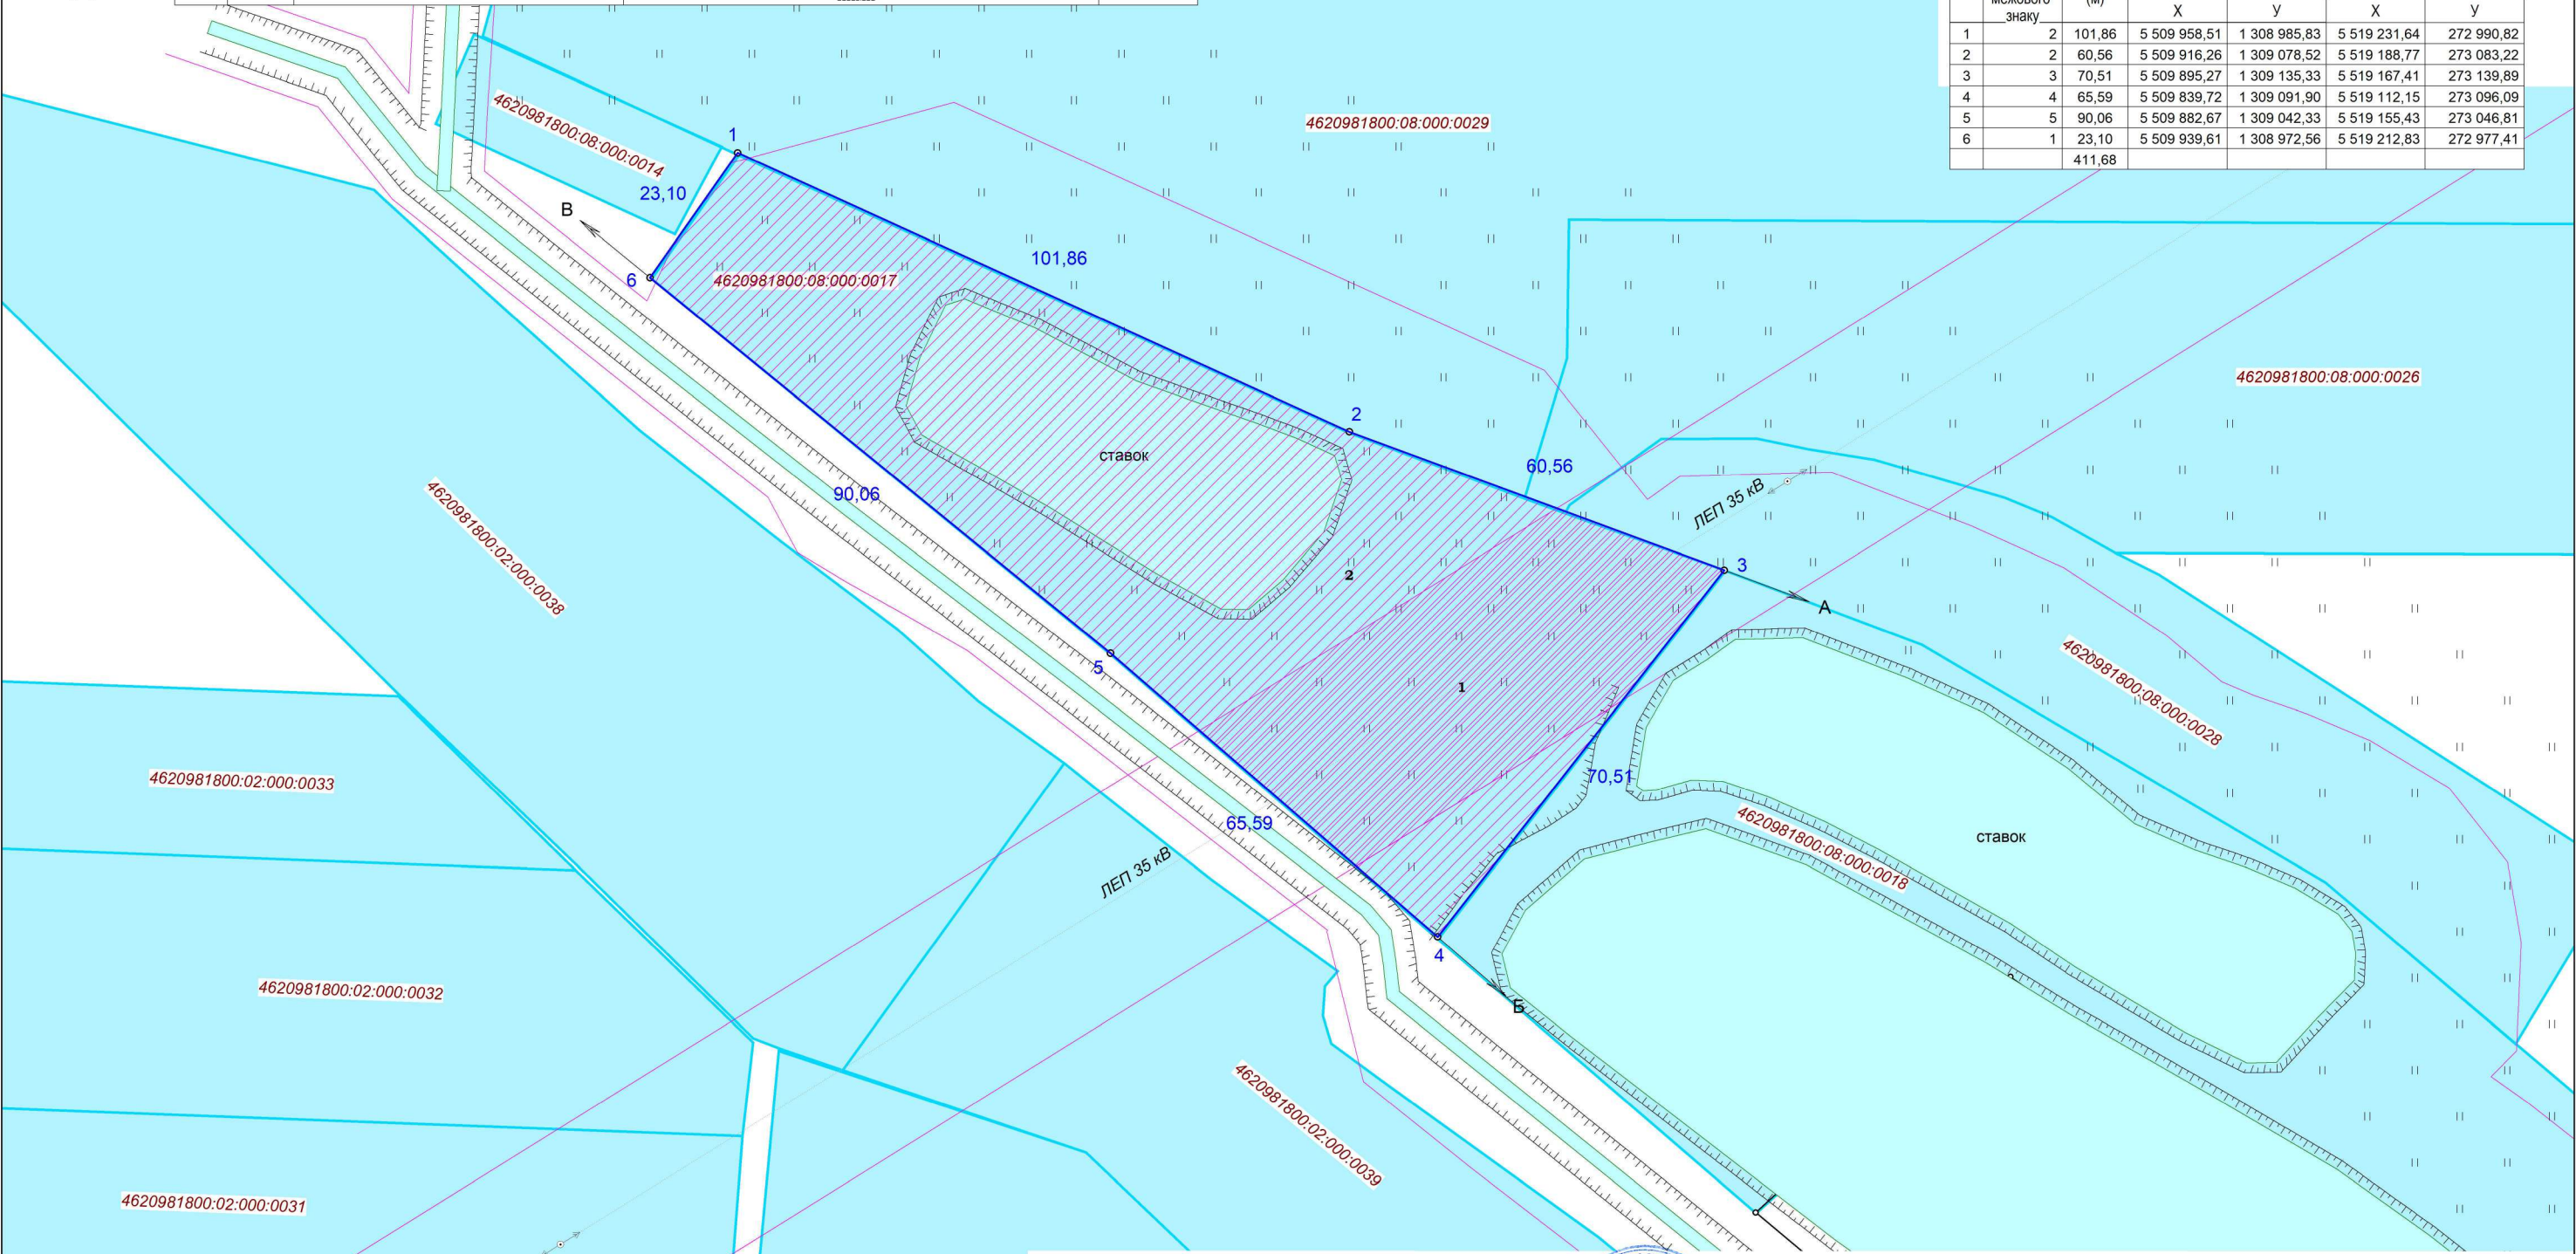 межового (м)
знаку Х У Х У
1 2 101,86 5 509 958,51 1 308 985,83 5 519 231,64 272 990,82
2 2 60,56 5 509 916,26 1 309 078,52 5 519 188,77 273 083,22
3 3 70,51 5 509 895,27 1 309 135,33 5 519 167,41 273 139,89
4 4 65,59 5 509 839,72 1 309 091,90 5 519 112,15 273 096,09
5 5 90,06 5 509 882,67 1 309 042,33 5 519 155,43 273 046,81
6 1 23,10 5 509 939,61 1 308 972,56 5 519 212,83 272 977,41
411,68
4620981800:08:000:0014
1
4620981800:08:000:0029
23,10
В
101,86
6
4620981800:08:000:0017
4620981800:08:000:0026
2
ставок
60,56
90,06
ЛЕП 35 кВ
4620981800:02:000:0038
2
3
А
5
1
4620981800:08:000:0028
70,51
4620981800:02:000:0033
65,59
4620981800:08:000:0018
ставок
ЛЕП 35 кВ
4
4620981800:02:000:0032
Б
4620981800:02:000:0039
4620981800:02:000:0031